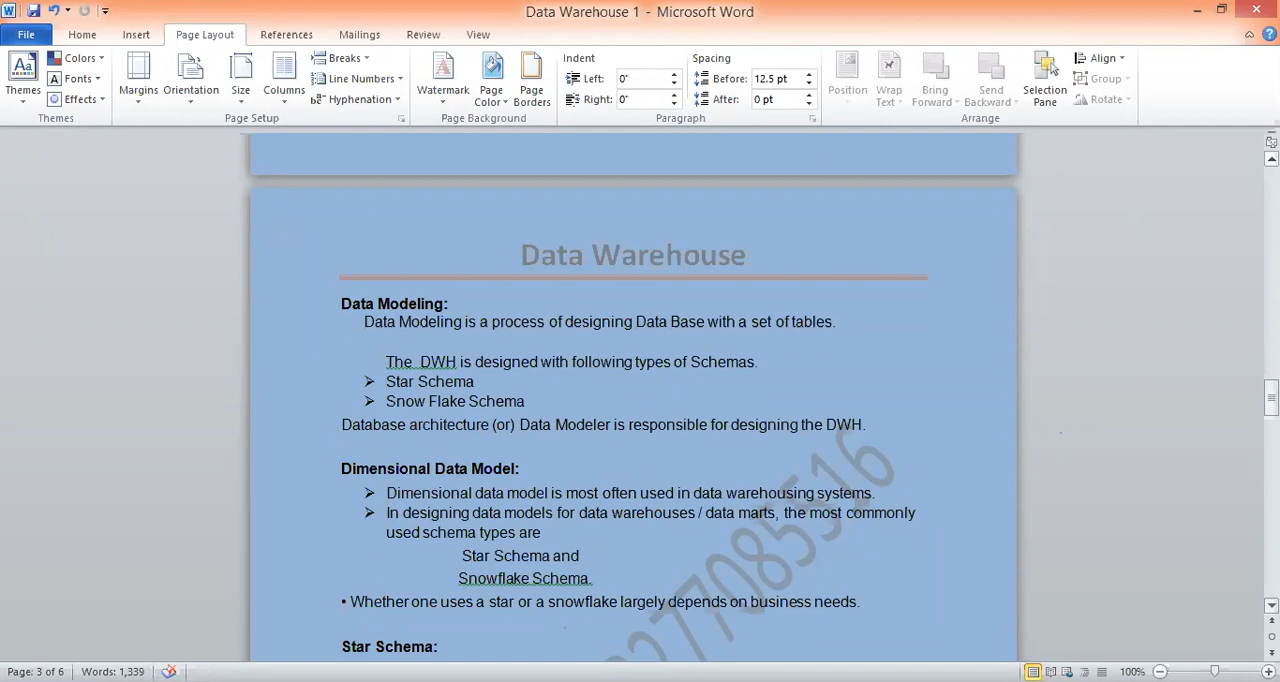 Data Warehouse 1 - Microsoft Word
File Home Insert Page Layout References Mailings Review View
Themes
Colors
Fonts
Effects
Themes
Margins
Orientation
Size
Columns
Breaks
Line Numbers
Hyphenation
Page Setup
Watermark
Page Color
Page Borders
Page Background
Indent
Left: 0"
Right: 0"
Spacing
Before: 12.5 pt
After: 0 pt
Paragraph
Position
Wrap Text
Bring Forward
Send Backward
Selection Pane
Align
Group
Rotate
Arrange
Data Warehouse
Data Modeling:
Data Modeling is a process of designing Data Base with a set of tables.
The DWH is designed with following types of Schemas.
➢ Star Schema
➢ Snow Flake Schema
Database architecture (or) Data Modeler is responsible for designing the DWH.
Dimensional Data Model:
➢ Dimensional data model is most often used in data warehousing systems.
➢ In designing data models for data warehouses / data marts, the most commonly
used schema types are
Star Schema and
Snowflake Schema.
• Whether one uses a star or a snowflake largely depends on business needs.
Star Schema:
Page: 3 of 6 Words: 1,339 100%